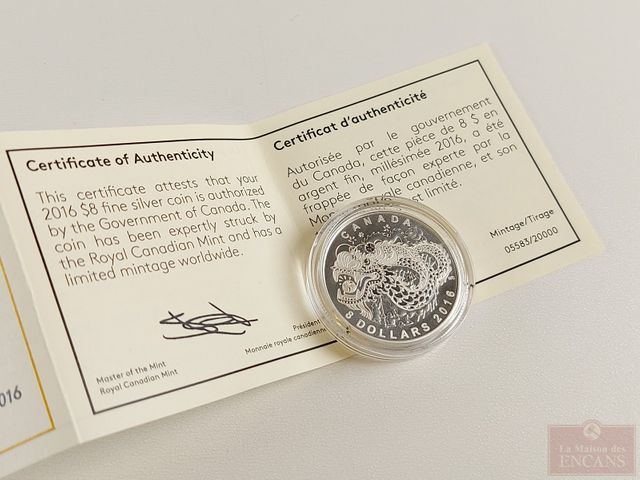 Certificate of Authenticity
This certificate attests that your
2016 $8 fine silver coin is authorized
by the Government of Canada. The
coin has been expertly struck by
the Royal Canadian Mint and has a
limited mintage worldwide.
Master of the Mint
Royal Canadian Mint
Président
Monnaie royale canadienne
Certificat d'authenticité
Autorisée par le gouvernement
du Canada, cette pièce de 8 $ en
argent fin, millésimée 2016, a été
frappée de façon experte par la
canadienne, et son
est limité.
Mintage/Tirage
05583/20000
CANADA
8 DOLLARS 2016
2016
La Maison des
ENCANS